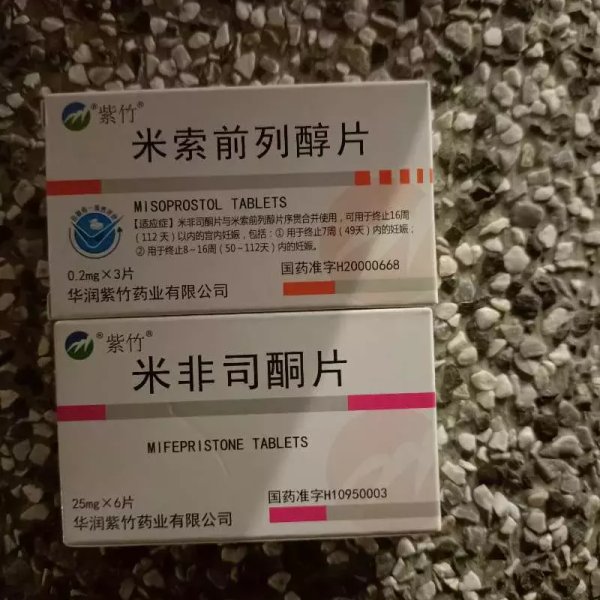 ®紫竹®
米索前列醇片
MISOPROSTOL TABLETS
【适应症】米非司酮片与米索前列醇片序贯合并使用，可用于终止16周
（112 天）以内的宫内妊娠，包括：① 用于终止7周（49天）内的妊娠；
② 用于终止8～16周（50～112天）内的妊娠。
0.2mg×3片
国药准字H20000668
华润紫竹药业有限公司
®紫竹®
米非司酮片
MIFEPRISTONE TABLETS
25mg×6片
国药准字H10950003
华润紫竹药业有限公司